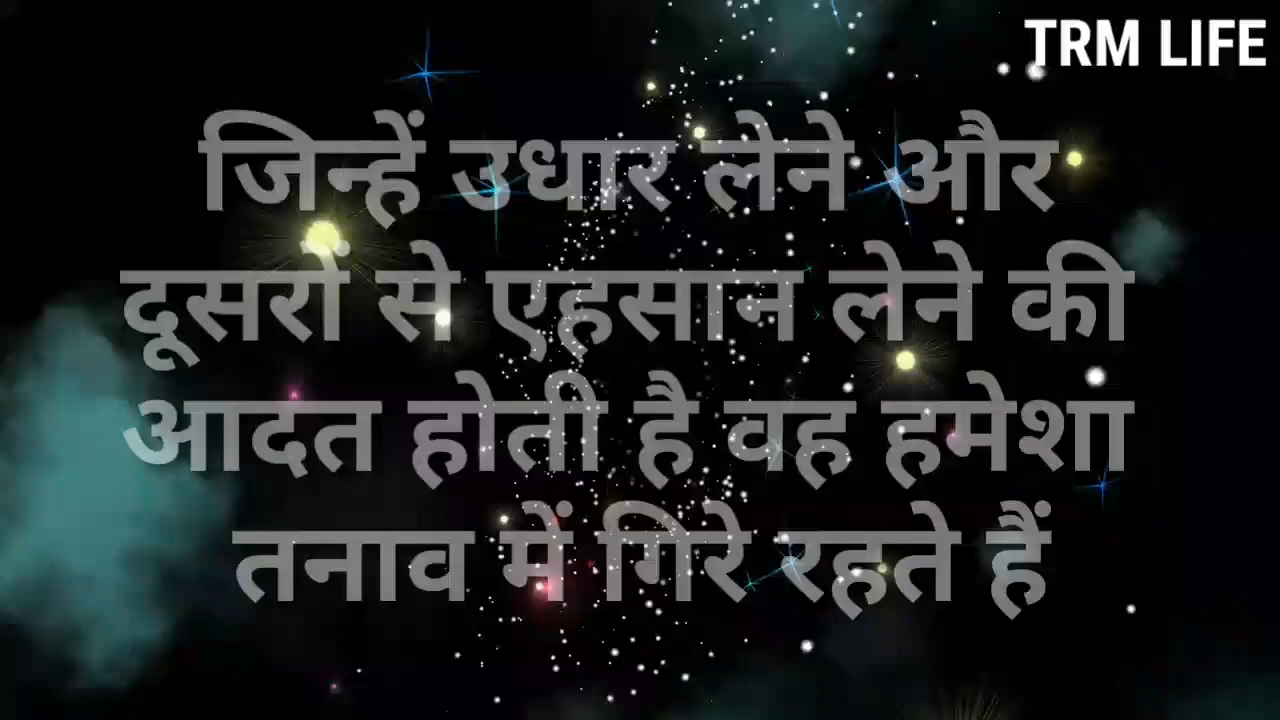 TRM LIFE
जिन्हें उधार लेने और
दूसरों से एहसान लेने की
आदत होती है वह हमेशा
तनाव में गिरे रहते हैं